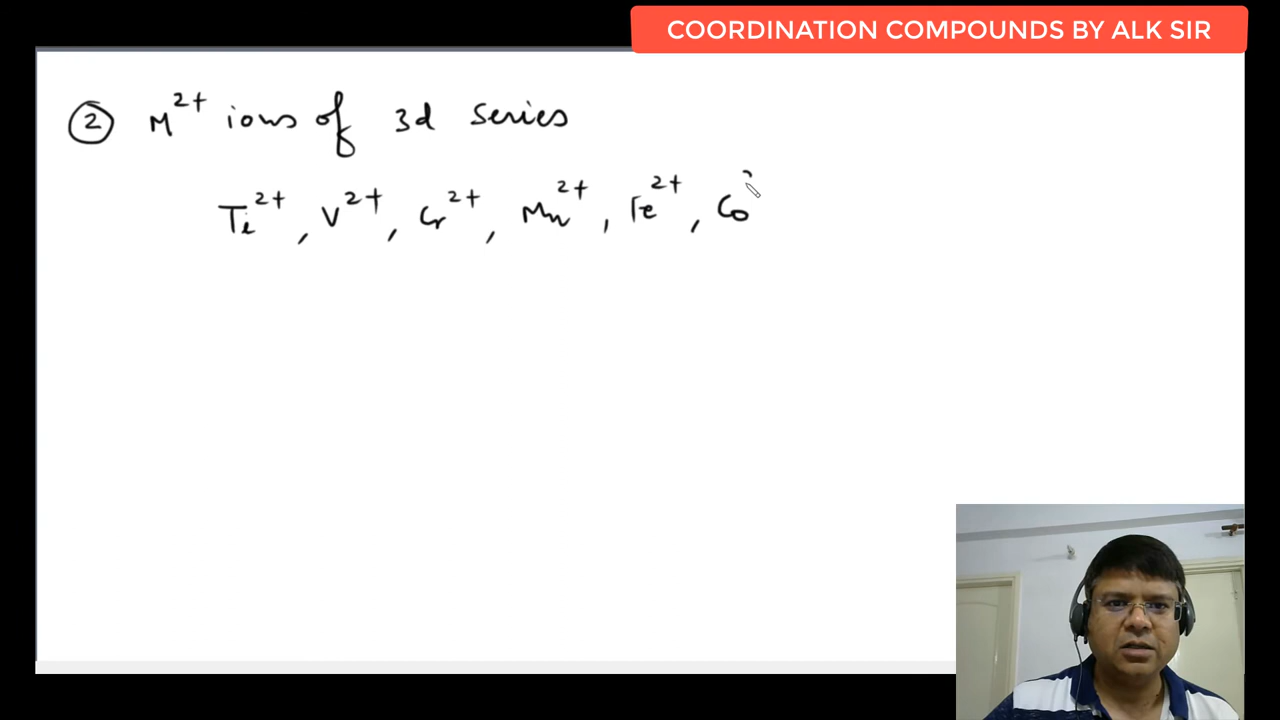 COORDINATION COMPOUNDS BY ALK SIR
② M²⁺ ions of 3d series
Ti²⁺, V²⁺, Cr²⁺, Mn²⁺, Fe²⁺, Co